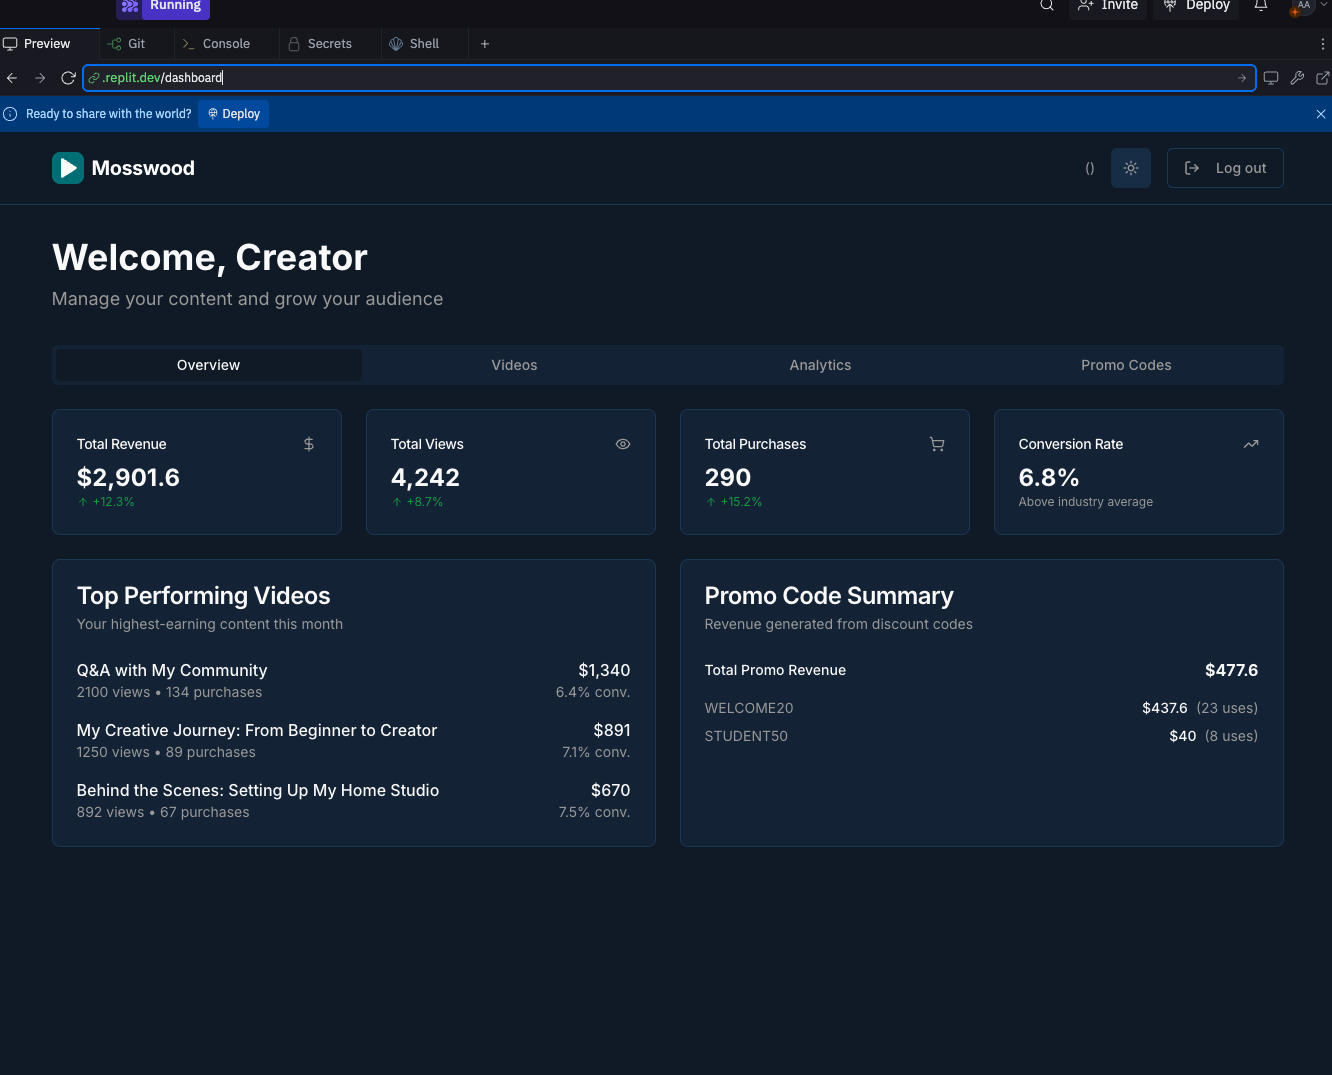 Running
Invite
Deploy
AA
Preview
Git
Console
Secrets
Shell
+
.replit.dev/dashboard
Ready to share with the world?
Deploy
Mosswood
()
Log out
Welcome, Creator
Manage your content and grow your audience
Overview
Videos
Analytics
Promo Codes
Total Revenue
$
$2,901.6
↑ +12.3%
Total Views
4,242
↑ +8.7%
Total Purchases
290
↑ +15.2%
Conversion Rate
6.8%
Above industry average
Top Performing Videos
Your highest-earning content this month
Q&A with My Community
$1,340
2100 views • 134 purchases
6.4% conv.
My Creative Journey: From Beginner to Creator
$891
1250 views • 89 purchases
7.1% conv.
Behind the Scenes: Setting Up My Home Studio
$670
892 views • 67 purchases
7.5% conv.
Promo Code Summary
Revenue generated from discount codes
Total Promo Revenue
$477.6
WELCOME20
$437.6 (23 uses)
STUDENT50
$40 (8 uses)